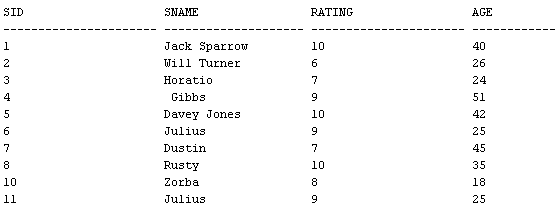 SID SNAME RATING AGE
--------------------- ------------------- --------------------- -----------
1 Jack Sparrow 10 40
2 Will Turner 6 26
3 Horatio 7 24
4  Gibbs 9 51
5 Davey Jones 10 42
6 Julius 9 25
7 Dustin 7 45
8 Rusty 10 35
10 Zorba 8 18
11 Julius 9 25